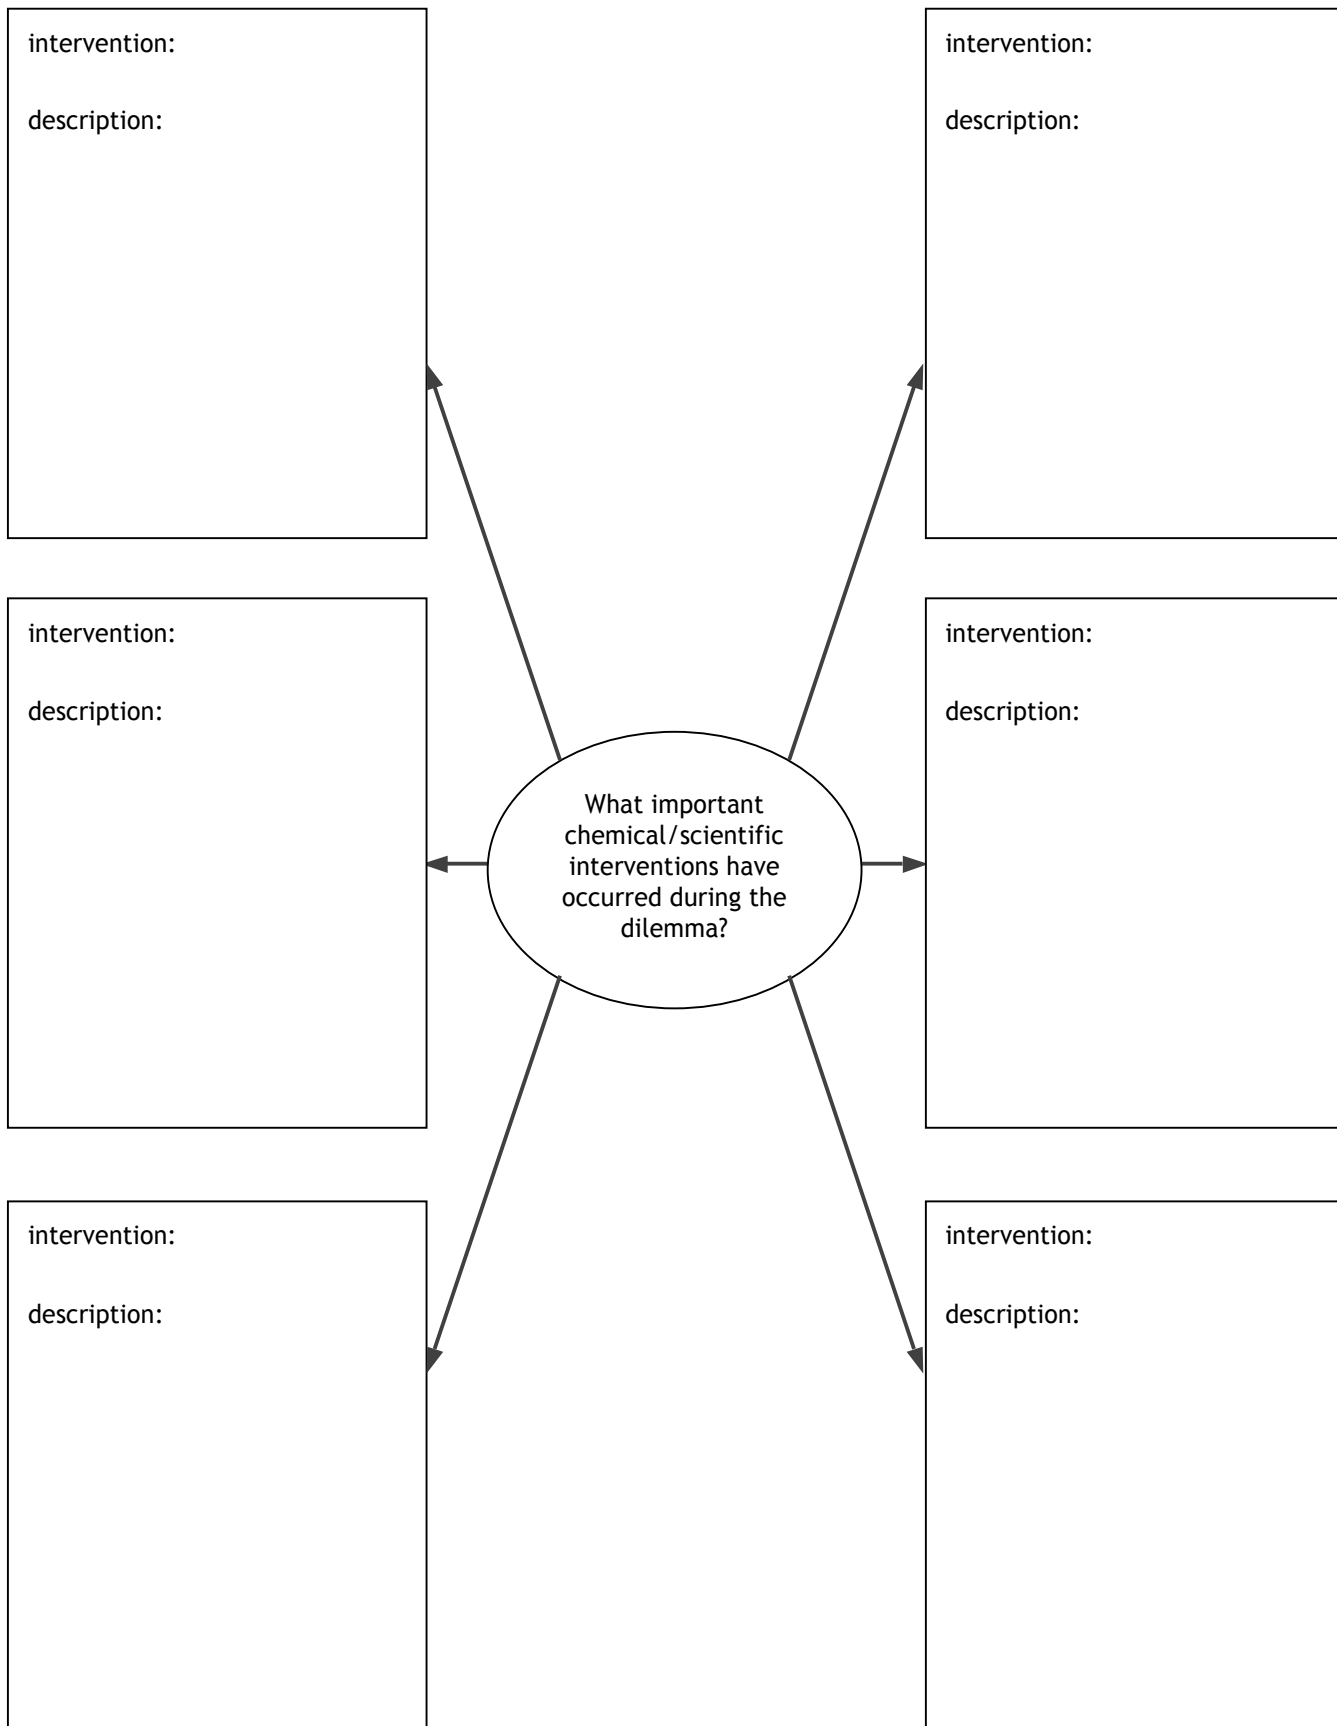 intervention:
description:
intervention:
description:
intervention:
description:
intervention:
description:
What important
chemical/scientific
interventions have
occurred during the
dilemma?
intervention:
description:
intervention:
description: